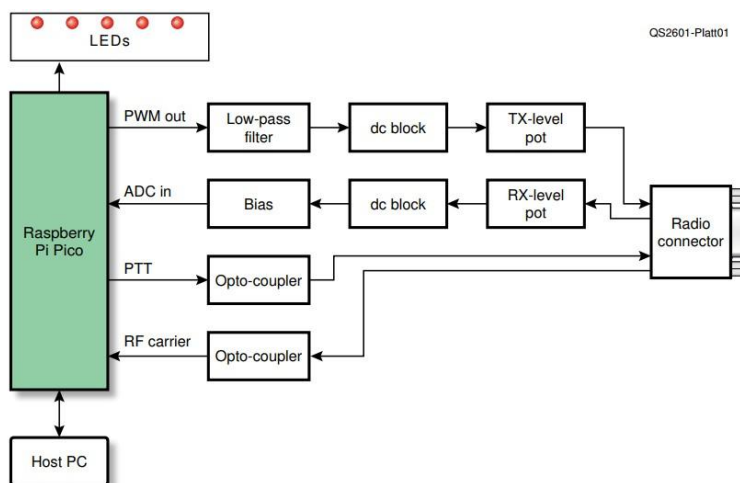 LEDs
QS2601-Platt01
PWM out
Low-pass
filter
dc block
TX-level
pot
ADC in
Bias
dc block
RX-level
pot
Radio
connector
Raspberry
Pi Pico
PTT
Opto-coupler
RF carrier
Opto-coupler
Host PC